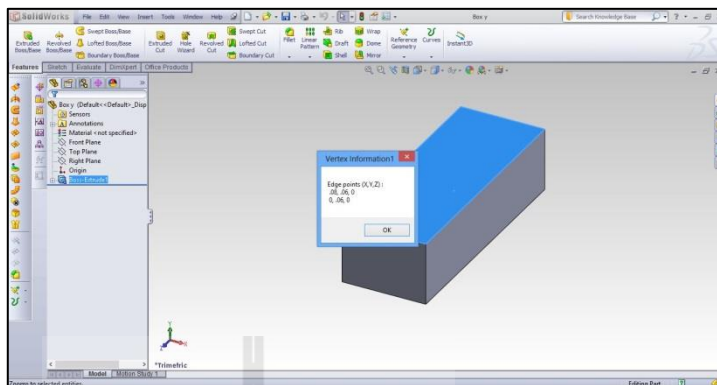 SolidWorks File Edit View Insert Tools Window Help Box y Search Knowledge Base
Extruded Boss/Base
Revolved Boss/Base
Swept Boss/Base
Lofted Boss/Base
Boundary Boss/Base
Extruded Cut
Hole Wizard
Revolved Cut
Swept Cut
Lofted Cut
Boundary Cut
Fillet
Linear Pattern
Rib
Draft
Shell
Wrap
Dome
Mirror
Reference Geometry
Curves
Instant3D
Features Sketch Evaluate DimXpert Office Products
Box y (Default<<Default>_Disp
Sensors
Annotations
Material <not specified>
Front Plane
Top Plane
Right Plane
Origin
Boss-Extrude1
Vertex Information1
Edge points (X,Y,Z) :
.08, .06, 0
0, .06, 0
OK
*Trimetric
Model Motion Study 1
Zooms to selected entities. Editing Part